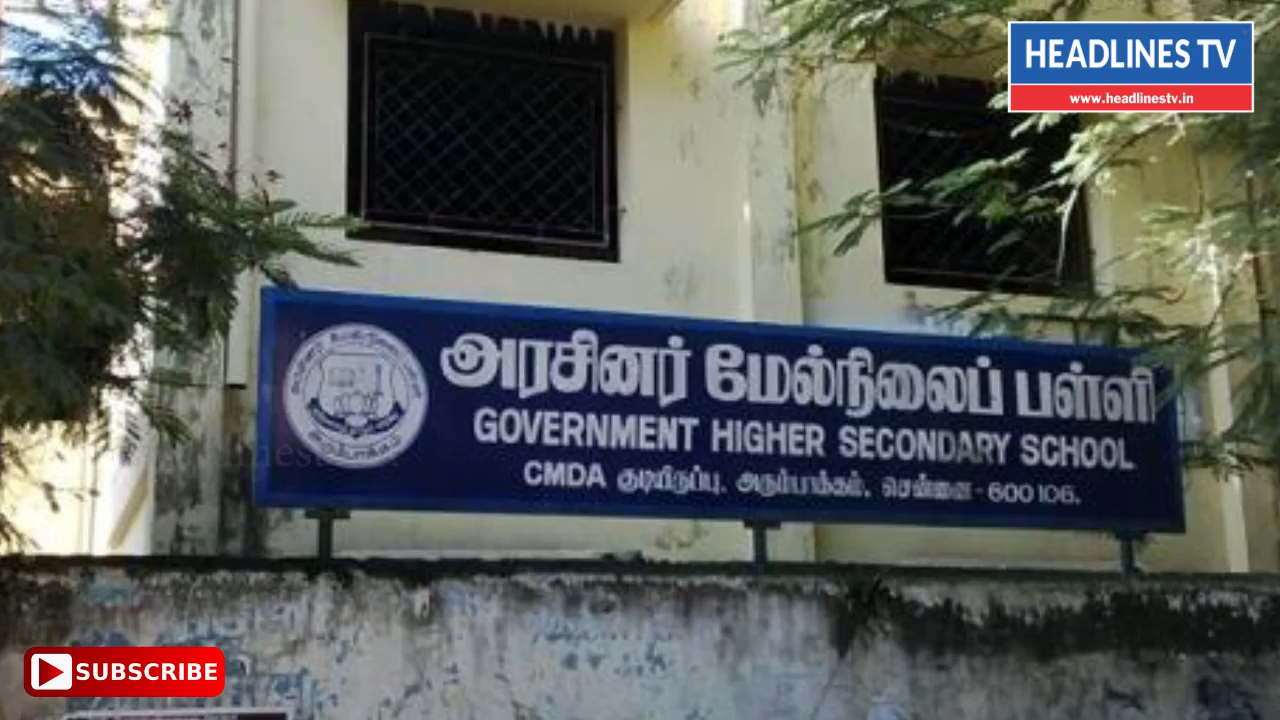 HEADLINES TV
www.headlinestv.in
அரசினர் மேல்நிலைப் பள்ளி
GOVERNMENT HIGHER SECONDARY SCHOOL
CMDA குடியிருப்பு, அரும்பாக்கம், சென்னை - 600 106.
SUBSCRIBE